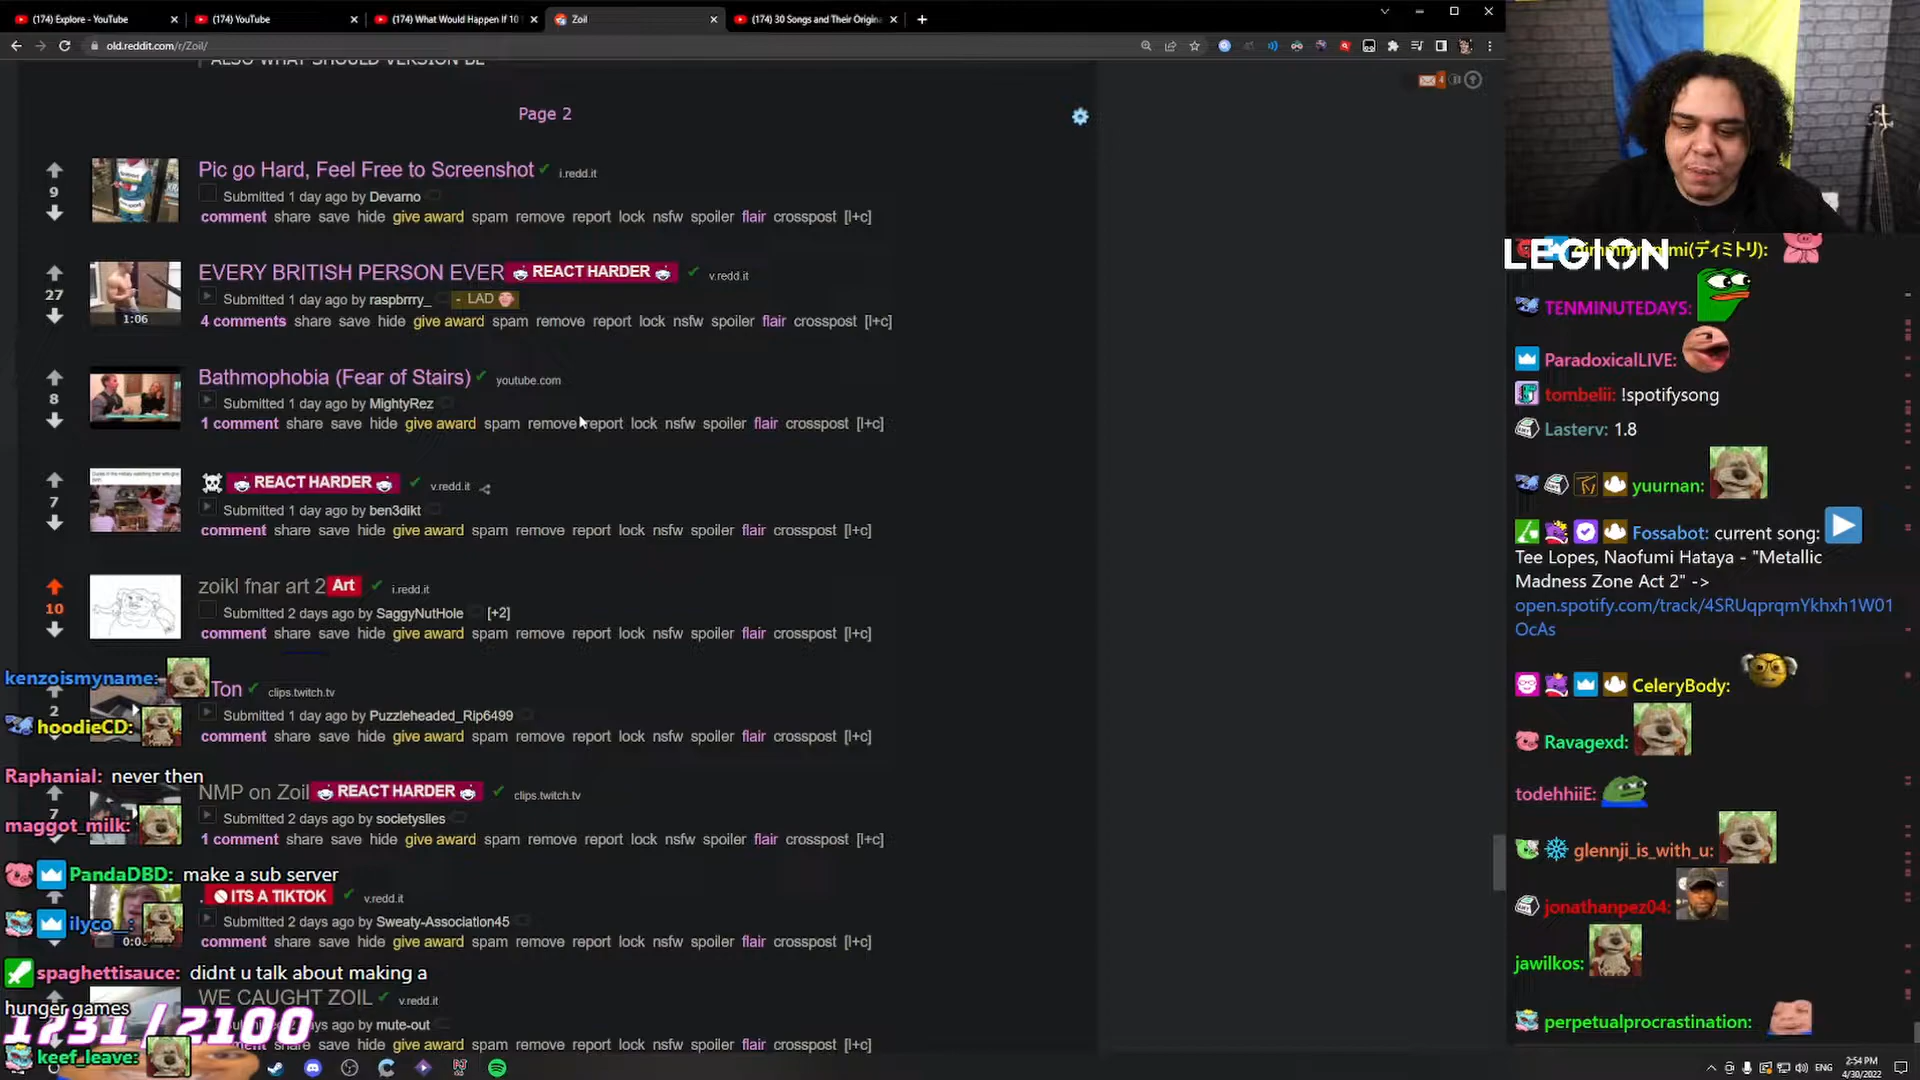 (174) Explore - YouTube
(174) YouTube
(174) What Would Happen If 10
Zoil
(174) 30 Songs and Their Origin
old.reddit.com/r/Zoil/
ALSO WHAT SHOULD VERSION BE
Page 2
Pic go Hard, Feel Free to Screenshot i.redd.it
9
Submitted 1 day ago by Devarno
comment share save hide give award spam remove report lock nsfw spoiler flair crosspost [l+c]
EVERY BRITISH PERSON EVER REACT HARDER v.redd.it
27
Submitted 1 day ago by raspbrrry_ - LAD
1:06
4 comments share save hide give award spam remove report lock nsfw spoiler flair crosspost [l+c]
Bathmophobia (Fear of Stairs) youtube.com
8
Submitted 1 day ago by MightyRez
1 comment share save hide give award spam remove report lock nsfw spoiler flair crosspost [l+c]
REACT HARDER v.redd.it
7
Submitted 1 day ago by ben3dikt
comment share save hide give award spam remove report lock nsfw spoiler flair crosspost [l+c]
zoikl fnar art 2 Art i.redd.it
10
Submitted 2 days ago by SaggyNutHole [+2]
comment share save hide give award spam remove report lock nsfw spoiler flair crosspost [l+c]
kenzoismyname:
Ton clips.twitch.tv
2
Submitted 1 day ago by Puzzleheaded_Rip6499
hoodieCD:
comment share save hide give award spam remove report lock nsfw spoiler flair crosspost [l+c]
Raphanial: never then
NMP on Zoil REACT HARDER clips.twitch.tv
7
Submitted 2 days ago by societyslies
maggot_milk:
1 comment share save hide give award spam remove report lock nsfw spoiler flair crosspost [l+c]
PandaDBD: make a sub server
. ITS A TIKTOK v.redd.it
ilyco_:
Submitted 2 days ago by Sweaty-Association45
comment share save hide give award spam remove report lock nsfw spoiler flair crosspost [l+c]
spaghettisauce: didnt u talk about making a
hunger games
WE CAUGHT ZOIL v.redd.it
days ago by mute-out
1231/2100
share save hide give award spam remove report lock nsfw spoiler flair crosspost [l+c]
keef_leave:
LEGION
(ディミトリ):
TENMINUTEDAYS:
ParadoxicalLIVE:
tombelii: !spotifysong
Lasterv: 1.8
yuurnan:
Fossabot: current song:
Tee Lopes, Naofumi Hataya - "Metallic
Madness Zone Act 2" ->
open.spotify.com/track/4SRUqprqmYkhxh1W01
OcAs
CeleryBody:
Ravagexd:
todehhiiE:
glennji_is_with_u:
jonathanpez04:
jawilkos:
perpetualprocrastination:
ENG
2:54 PM
4/30/2022